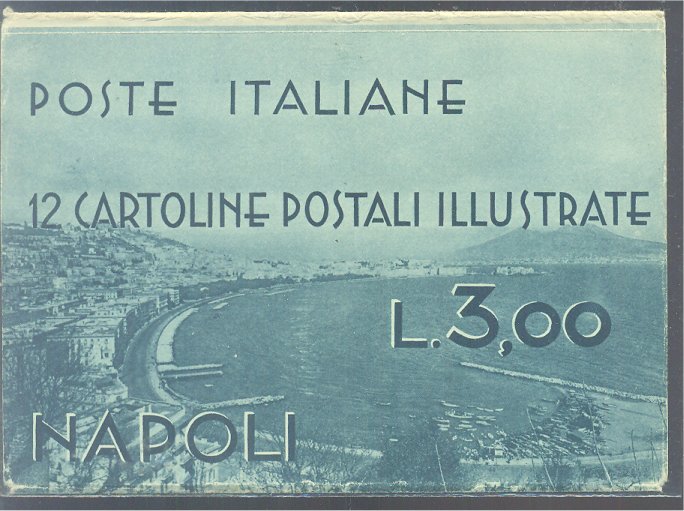 POSTE ITALIANE
12 CARTOLINE POSTALI ILLUSTRATE
L.3,00
NAPOLI